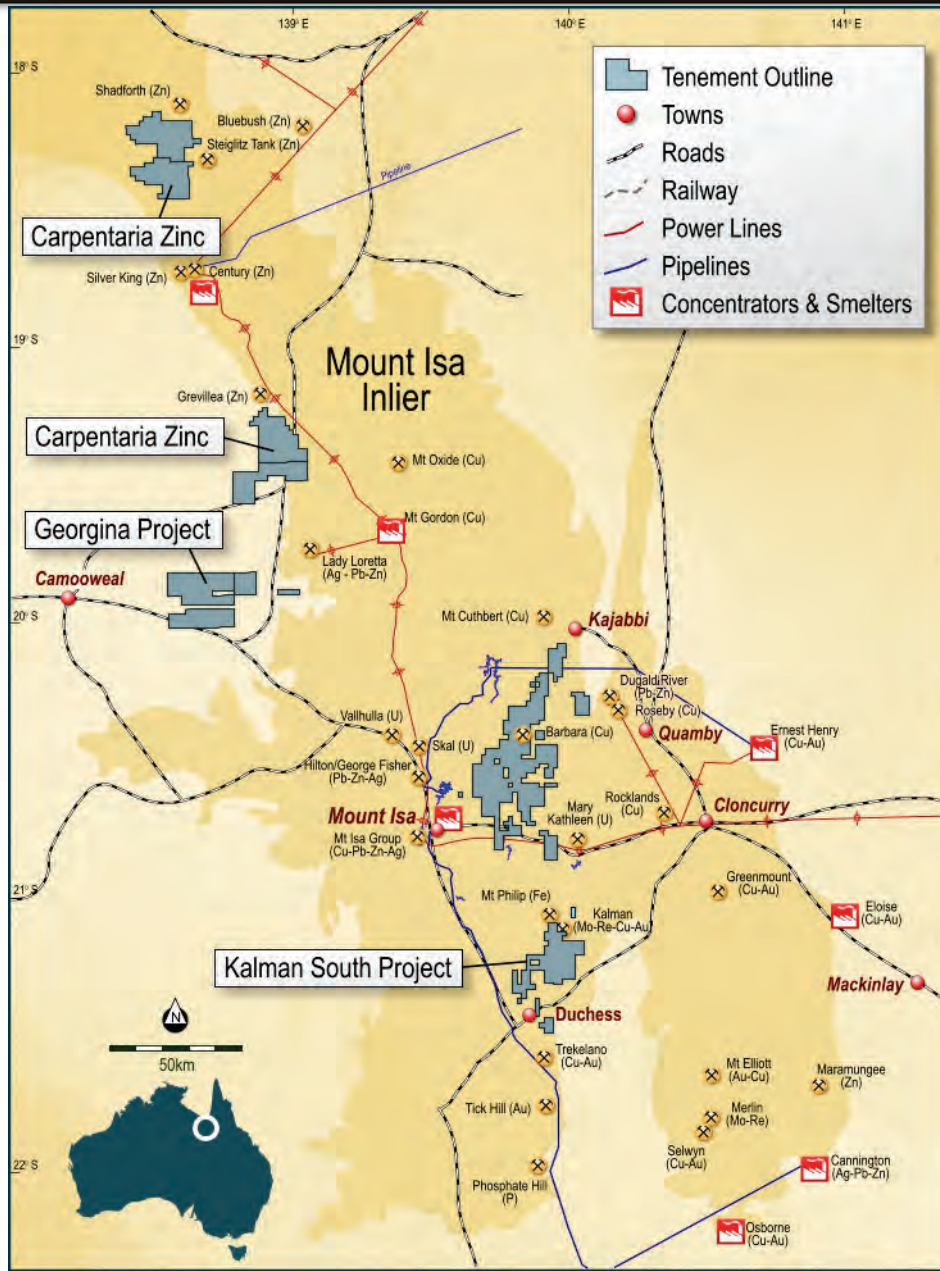 139° E
140° E
141° E
18° S
19° S
20° S
21° S
22° S
Tenement Outline
Towns
Roads
Railway
Power Lines
Pipelines
Concentrators & Smelters
Shadforth (Zn)
Bluebush (Zn)
Steiglitz Tank (Zn)
Pipeline
Carpentaria Zinc
Silver King (Zn)
Century (Zn)
Mount Isa
Inlier
Grevillea (Zn)
Carpentaria Zinc
Mt Oxide (Cu)
Georgina Project
Mt Gordon (Cu)
Lady Loretta
(Ag - Pb-Zn)
Camooweal
Mt Cuthbert (Cu)
Kajabbi
Dugald River
(Pb-Zn)
Roseby (Cu)
Vallhulla (U)
Skal (U)
Barbara (Cu)
Quamby
Ernest Henry
(Cu-Au)
Hilton/George Fisher
(Pb-Zn-Ag)
Mount Isa
Mary
Kathleen (U)
Rocklands
(Cu)
Cloncurry
Mt Isa Group
(Cu-Pb-Zn-Ag)
Greenmount
(Cu-Au)
Mt Philip (Fe)
Kalman
(Mo-Re-Cu-Au)
Eloise
(Cu-Au)
Kalman South Project
Mackinlay
Duchess
N
50km
Trekelano
(Cu-Au)
Mt Elliott
(Au-Cu)
Maramungee
(Zn)
Tick Hill (Au)
Merlin
(Mo-Re)
Selwyn
(Cu-Au)
Phosphate Hill
(P)
Cannington
(Ag-Pb-Zn)
Osborne
(Cu-Au)